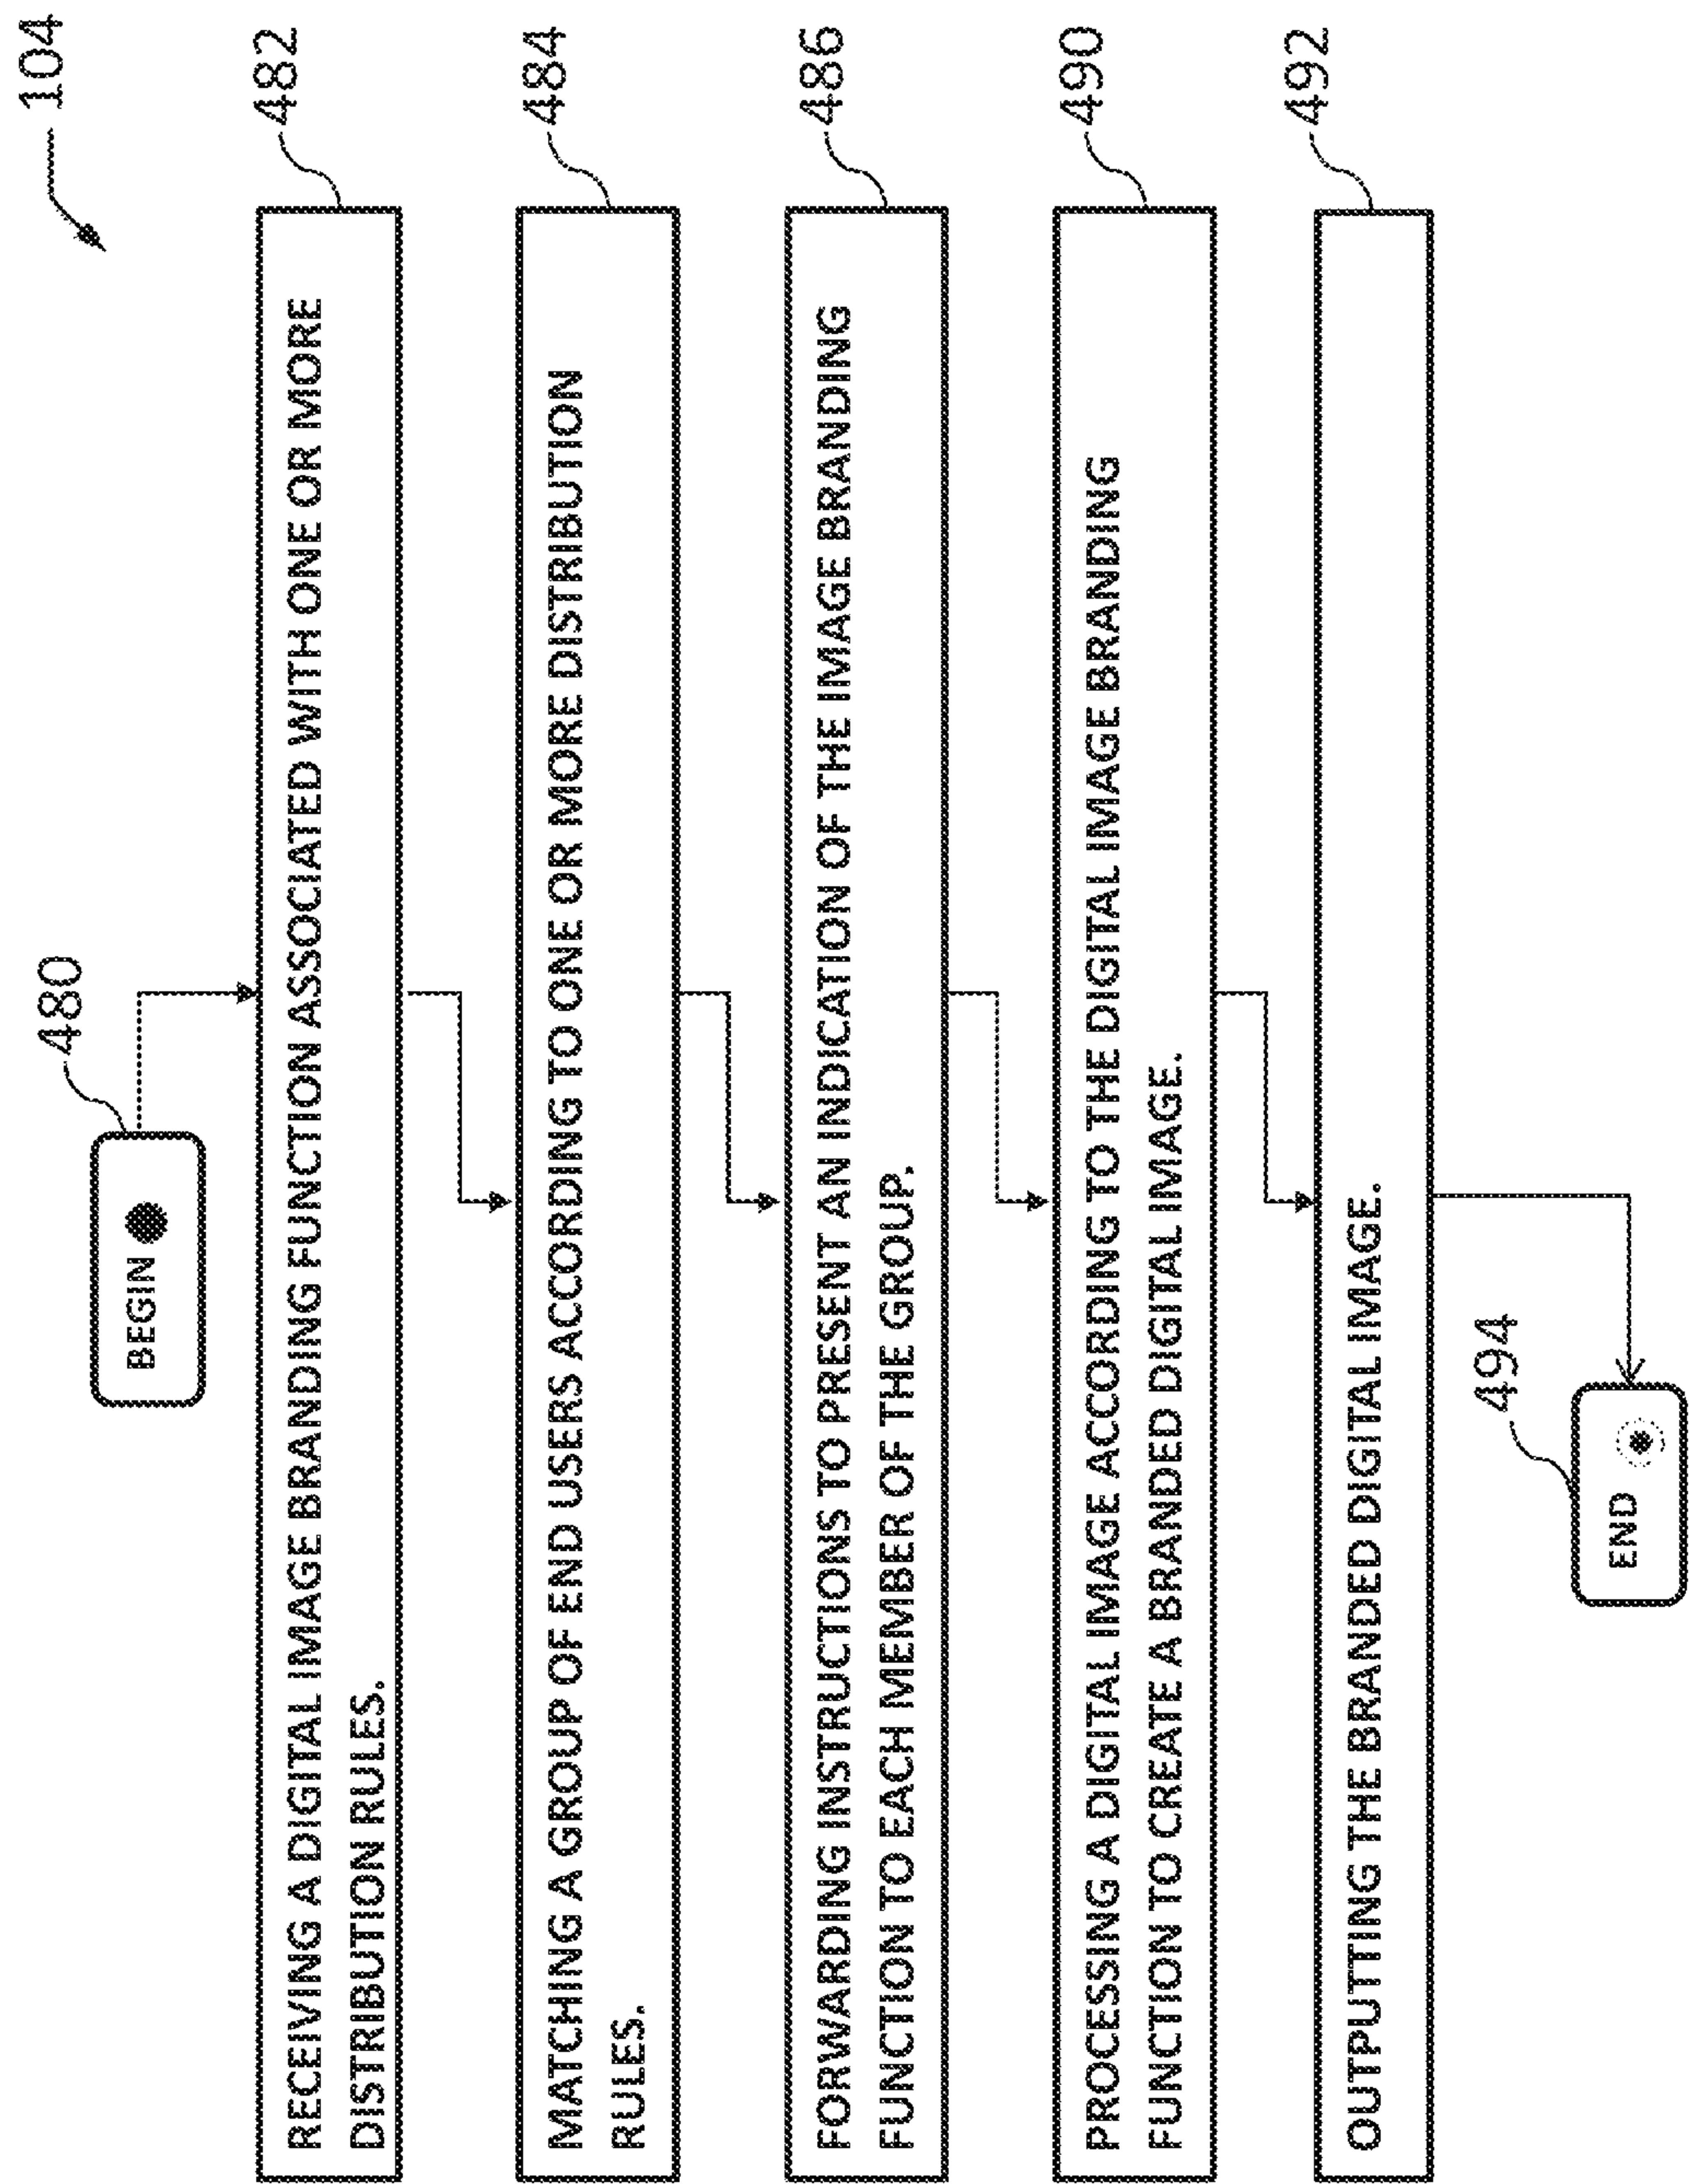 104
480
BEGIN
482
RECEIVING A DIGITAL IMAGE BRANDING FUNCTION ASSOCIATED WITH ONE OR MORE
DISTRIBUTION RULES.
484
MATCHING A GROUP OF END USERS ACCORDING TO ONE OR MORE DISTRIBUTION
RULES.
486
FORWARDING INSTRUCTIONS TO PRESENT AN INDICATION OF THE IMAGE BRANDING
FUNCTION TO EACH MEMBER OF THE GROUP.
490
PROCESSING A DIGITAL IMAGE ACCORDING TO THE DIGITAL IMAGE BRANDING
FUNCTION TO CREATE A BRANDED DIGITAL IMAGE.
492
OUTPUTTING THE BRANDED DIGITAL IMAGE.
494
END